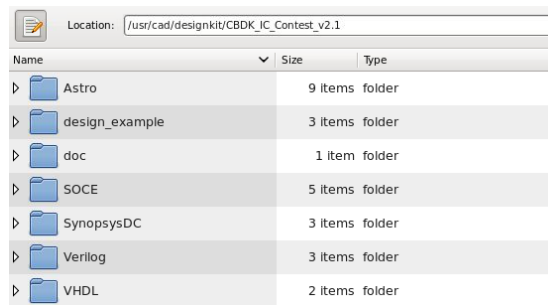 Location: /usr/cad/designkit/CBDK_IC_Contest_v2.1
Name Size Type
Astro 9 items folder
design_example 3 items folder
doc 1 item folder
SOCE 5 items folder
SynopsysDC 3 items folder
Verilog 3 items folder
VHDL 2 items folder